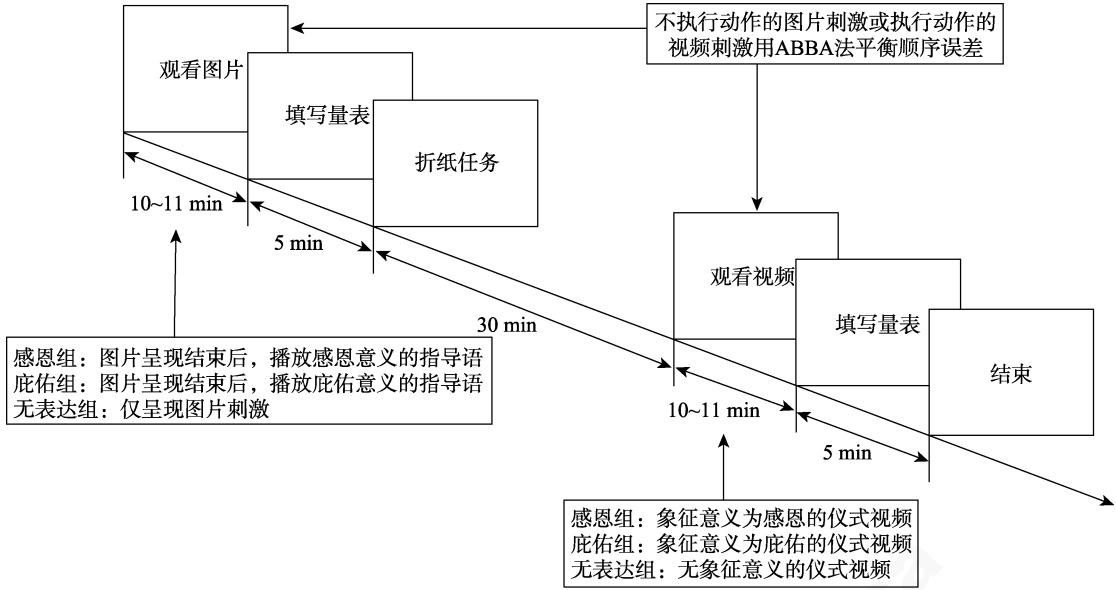 不执行动作的图片刺激或执行动作的
视频刺激用ABBA法平衡顺序误差
观看图片
填写量表
折纸任务
10~11 min
5 min
30 min
感恩组：图片呈现结束后，播放感恩意义的指导语
庇佑组：图片呈现结束后，播放庇佑意义的指导语
无表达组：仅呈现图片刺激
观看视频
填写量表
结束
10~11 min
5 min
感恩组：象征意义为感恩的仪式视频
庇佑组：象征意义为庇佑的仪式视频
无表达组：无象征意义的仪式视频